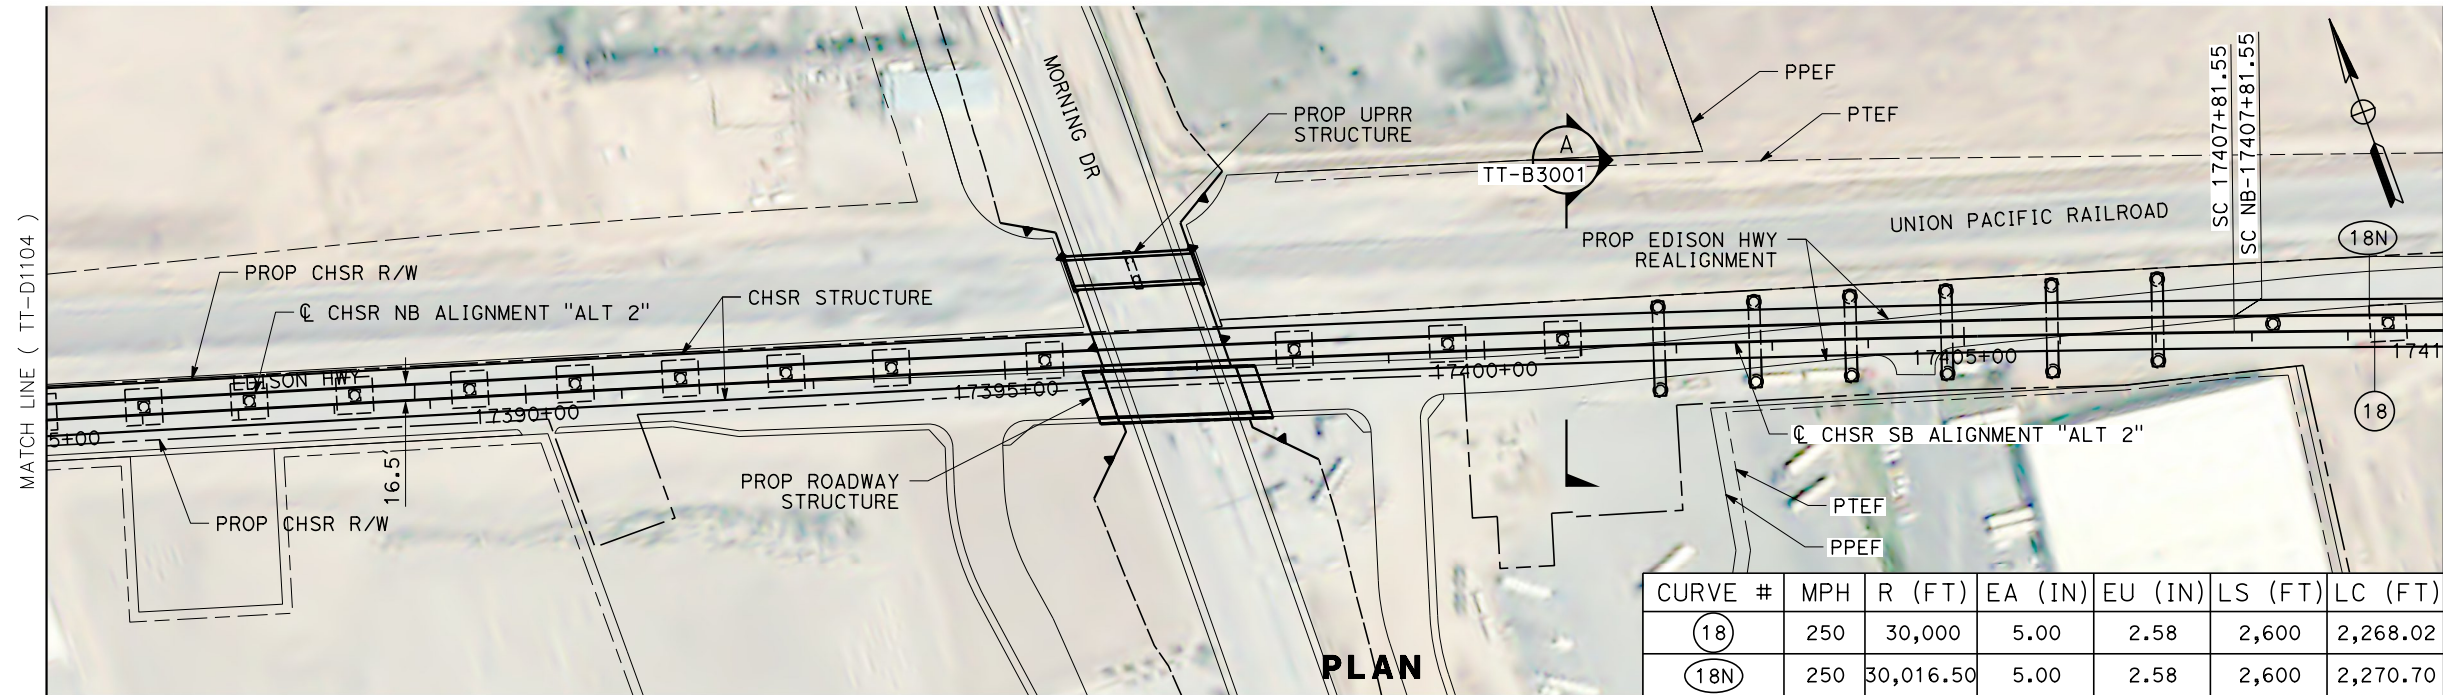 MATCH LINE ( TT-D1104 )
MORNING DR
PROP UPRR
STRUCTURE
PPEF
PTEF
A
TT-B3001
UNION PACIFIC RAILROAD
SC 17407+81.55
SC NB-17407+81.55
18N
PROP EDISON HWY
REALIGNMENT
PROP CHSR R/W
℄ CHSR NB ALIGNMENT "ALT 2"
CHSR STRUCTURE
EDISON HWY
5+00
17390+00
17395+00
17400+00
17405+00
1741
16.5'
18
℄ CHSR SB ALIGNMENT "ALT 2"
PROP ROADWAY
STRUCTURE
PROP CHSR R/W
PTEF
PPEF
PLAN
CURVE # MPH R (FT) EA (IN) EU (IN) LS (FT) LC (FT)
18 250 30,000 5.00 2.58 2,600 2,268.02
18N 250 30,016.50 5.00 2.58 2,600 2,270.70